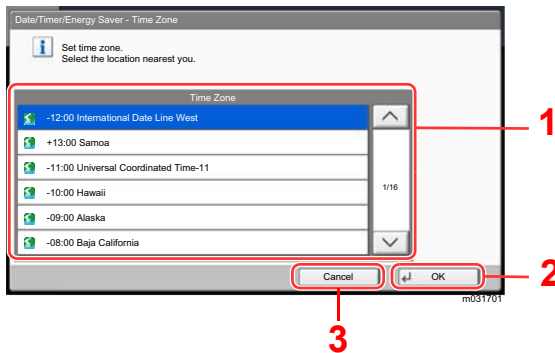 Date/Timer/Energy Saver - Time Zone
Set time zone.
Select the location nearest you.
Time Zone
-12:00 International Date Line West
+13:00 Samoa
-11:00 Universal Coordinated Time-11
-10:00 Hawaii
1/16
-09:00 Alaska
-08:00 Baja California
1
Cancel
OK
2
m031701
3